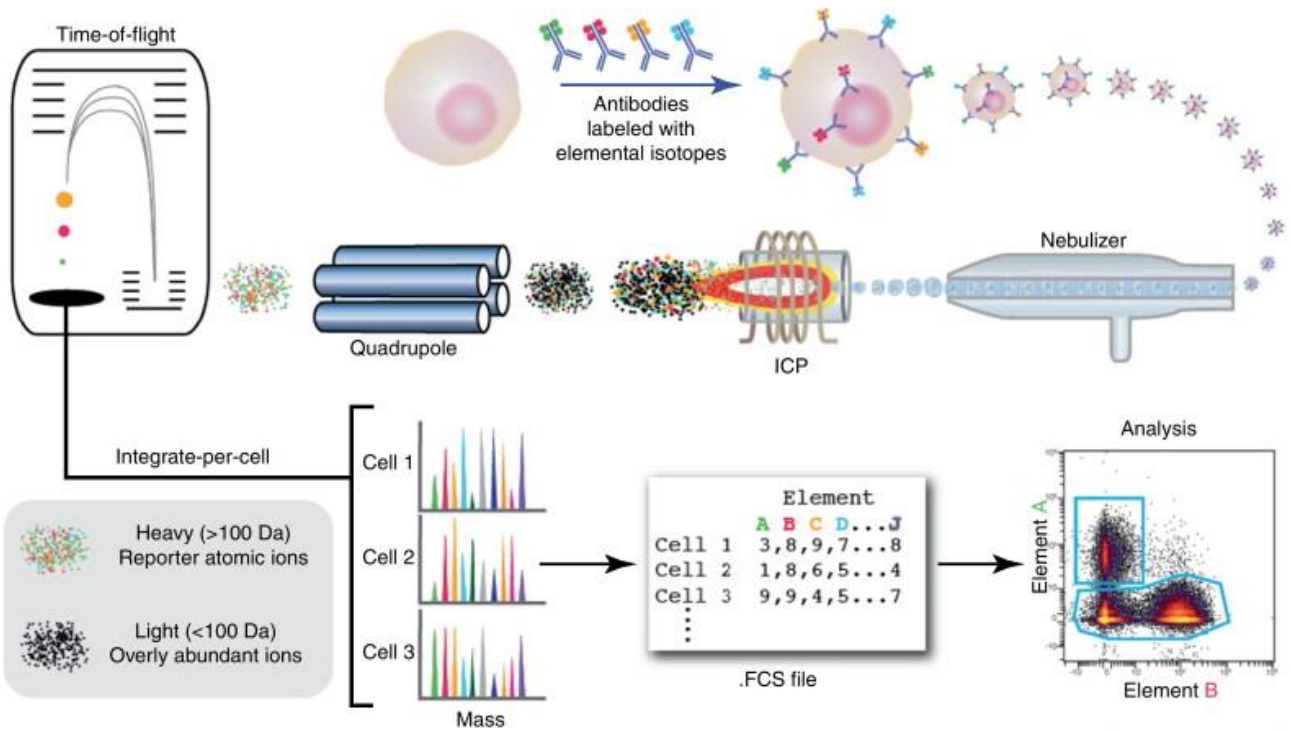 Time-of-flight
Antibodies
labeled with
elemental isotopes
Nebulizer
Quadrupole
ICP
Integrate-per-cell
Heavy (>100 Da)
Reporter atomic ions
Light (<100 Da)
Overly abundant ions
Cell 1
Cell 2
Cell 3
Mass
Element
A B C D...J
Cell 1 3,8,9,7...8
Cell 2 1,8,6,5...4
Cell 3 9,9,4,5...7
.FCS file
Analysis
Element A
Element B